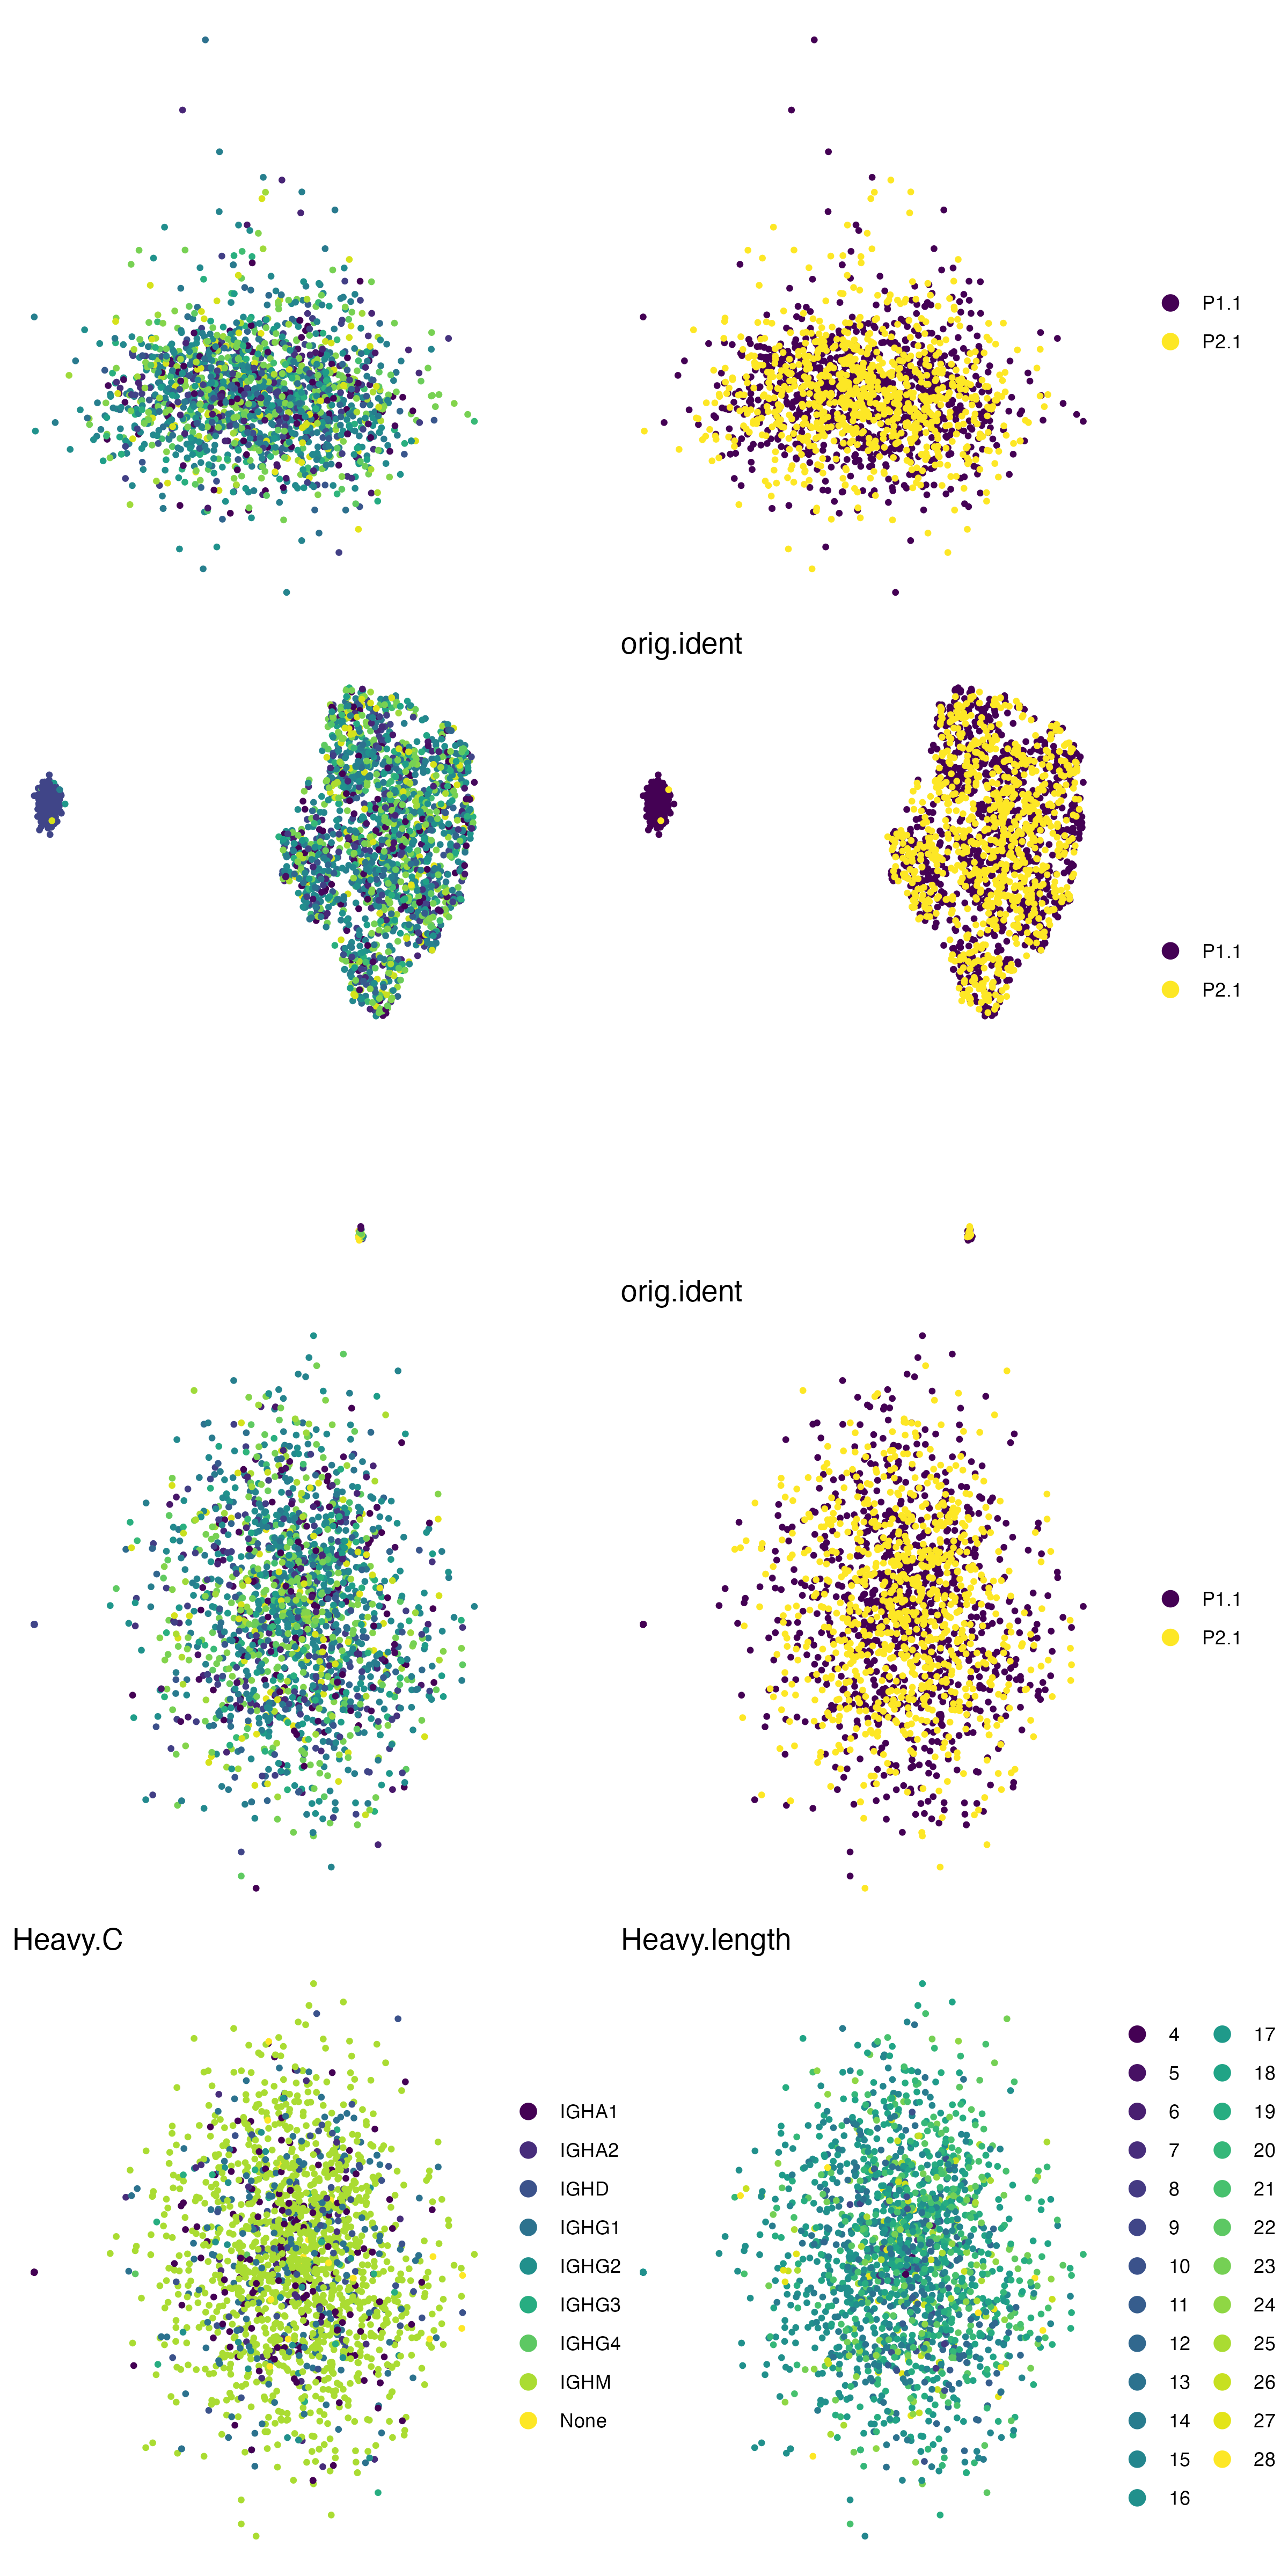 P1.1
P2.1
orig.ident
P1.1
P2.1
orig.ident
P1.1
P2.1
Heavy.C
Heavy.length
IGHA1
IGHA2
IGHD
IGHG1
IGHG2
IGHG3
IGHG4
IGHM
None
4 17
5 18
6 19
7 20
8 21
9 22
10 23
11 24
12 25
13 26
14 27
15 28
16